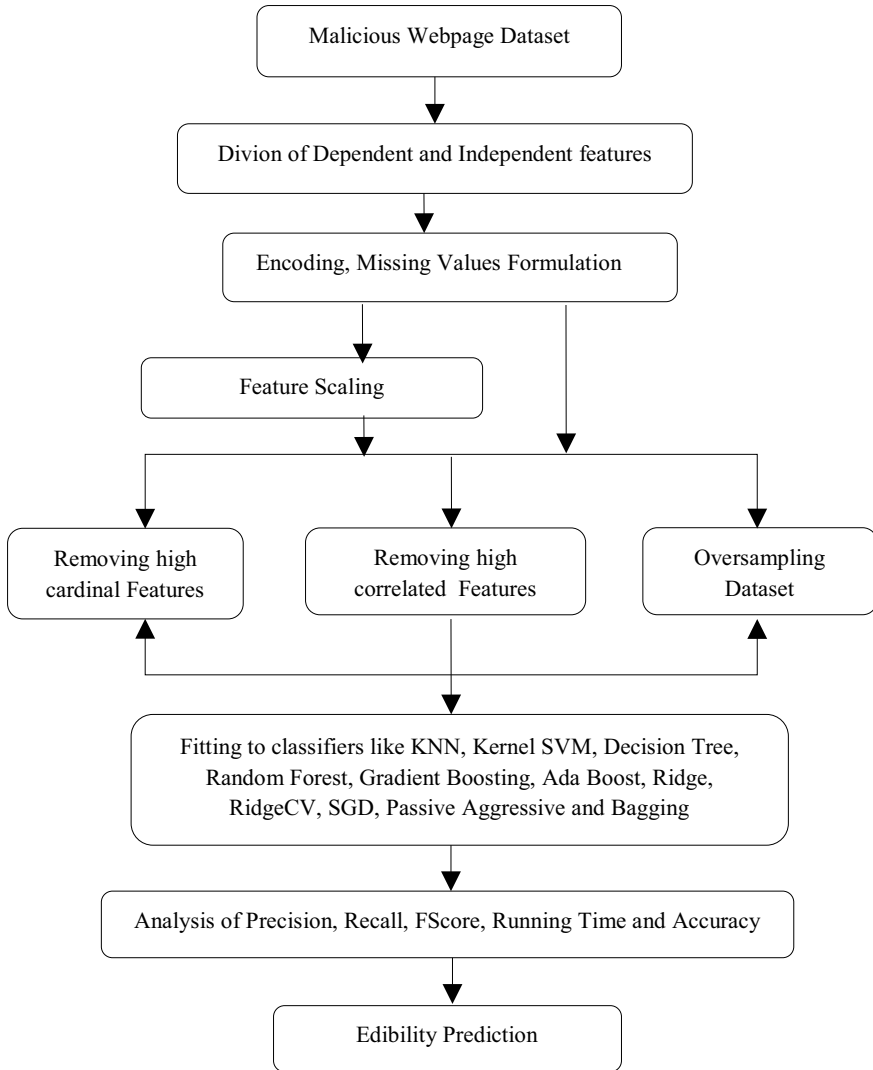 Malicious Webpage Dataset
Divion of Dependent and Independent features
Encoding, Missing Values Formulation
Feature Scaling
Removing high
cardinal Features
Removing high
correlated  Features
Oversampling
Dataset
Fitting to classifiers like KNN, Kernel SVM, Decision Tree,
Random Forest, Gradient Boosting, Ada Boost, Ridge,
RidgeCV, SGD, Passive Aggressive and Bagging
Analysis of Precision, Recall, FScore, Running Time and Accuracy
Edibility Prediction